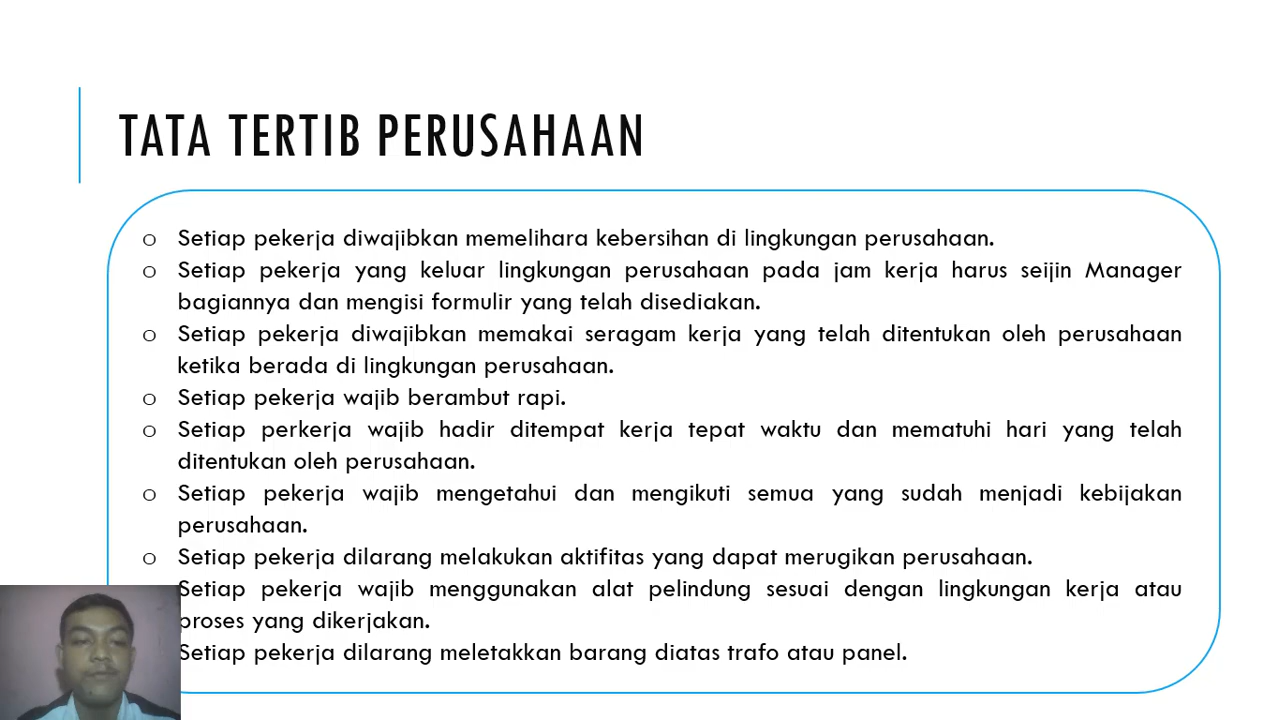 TATA TERTIB PERUSAHAAN
o Setiap pekerja diwajibkan memelihara kebersihan di lingkungan perusahaan.
o Setiap pekerja yang keluar lingkungan perusahaan pada jam kerja harus seijin Manager
bagiannya dan mengisi formulir yang telah disediakan.
o Setiap pekerja diwajibkan memakai seragam kerja yang telah ditentukan oleh perusahaan
ketika berada di lingkungan perusahaan.
o Setiap pekerja wajib berambut rapi.
o Setiap perkerja wajib hadir ditempat kerja tepat waktu dan mematuhi hari yang telah
ditentukan oleh perusahaan.
o Setiap pekerja wajib mengetahui dan mengikuti semua yang sudah menjadi kebijakan
perusahaan.
o Setiap pekerja dilarang melakukan aktifitas yang dapat merugikan perusahaan.
Setiap pekerja wajib menggunakan alat pelindung sesuai dengan lingkungan kerja atau
proses yang dikerjakan.
Setiap pekerja dilarang meletakkan barang diatas trafo atau panel.